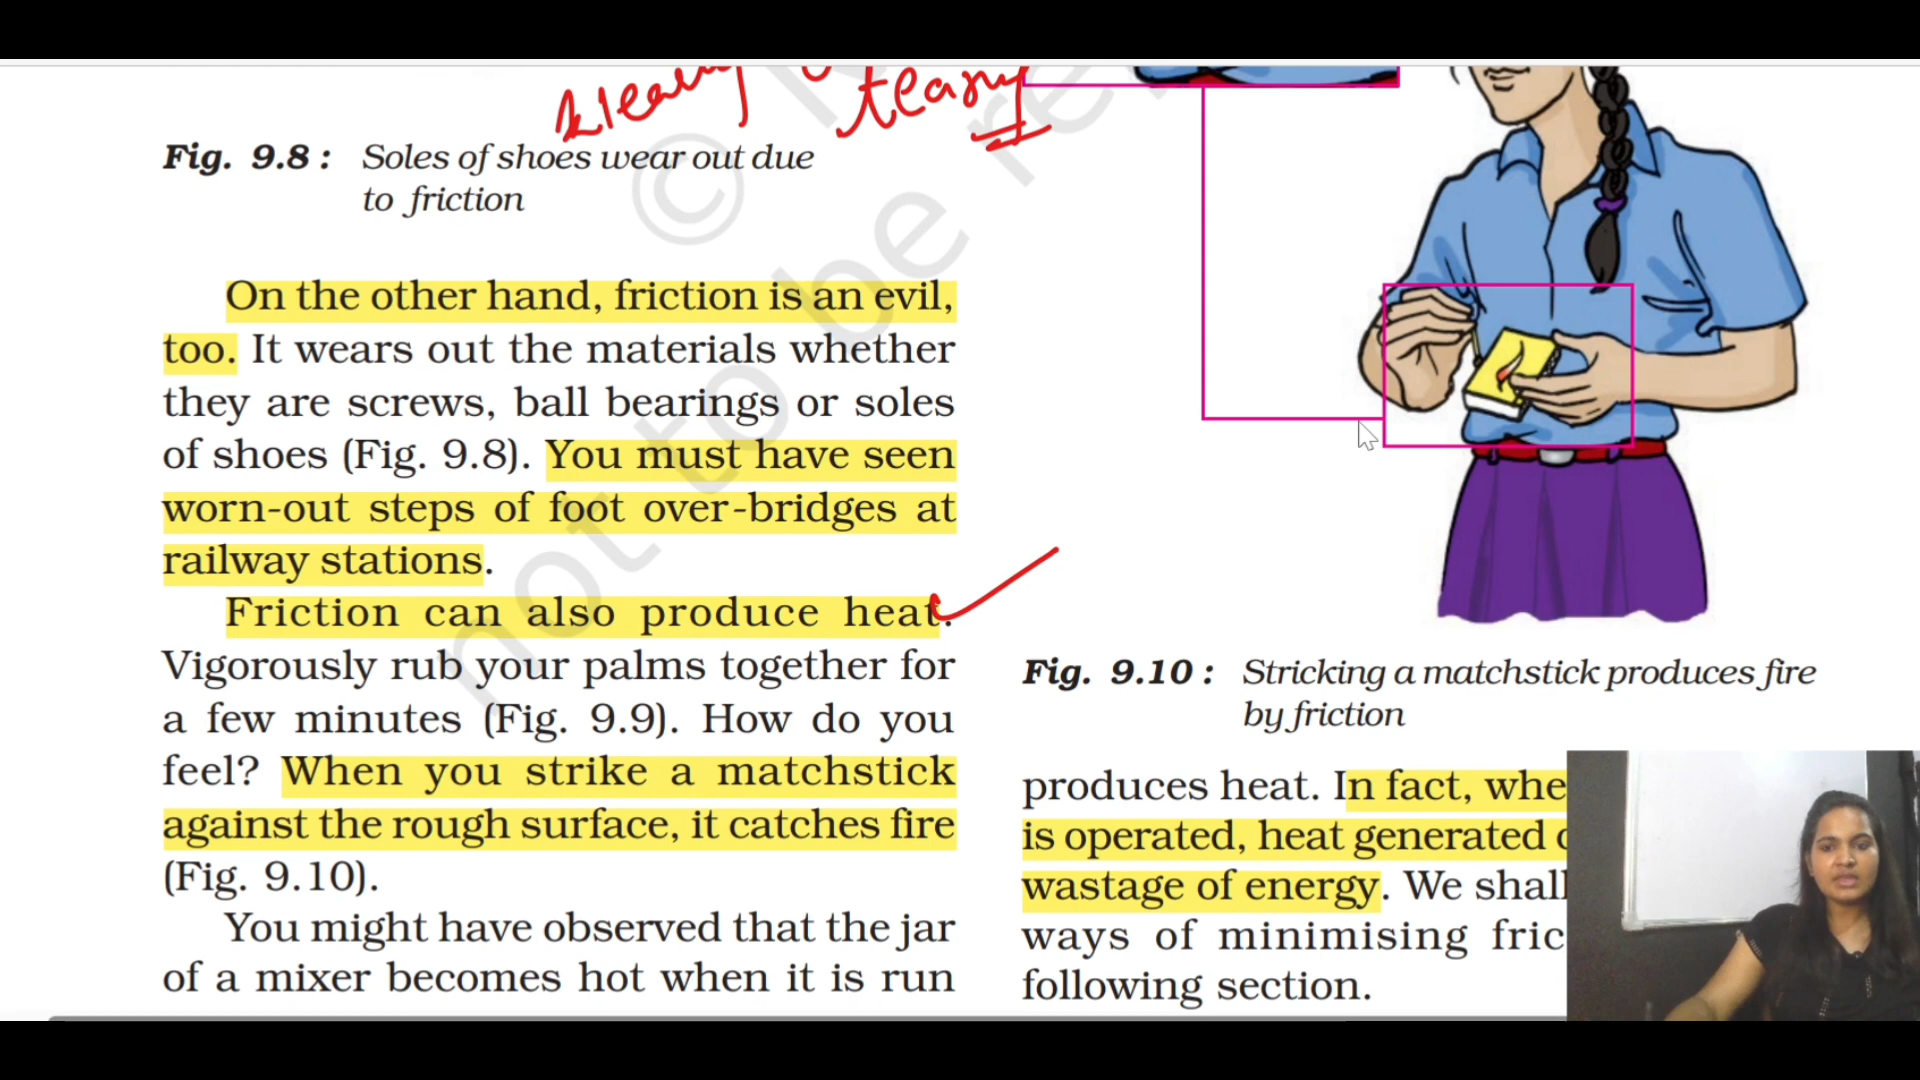 teary
Fig. 9.8 : Soles of shoes wear out due
to friction
On the other hand, friction is an evil,
too. It wears out the materials whether
they are screws, ball bearings or soles
of shoes (Fig. 9.8). You must have seen
worn-out steps of foot over-bridges at
railway stations.
Friction can also produce heat.
Vigorously rub your palms together for
a few minutes (Fig. 9.9). How do you
feel? When you strike a matchstick
against the rough surface, it catches fire
(Fig. 9.10).
You might have observed that the jar
of a mixer becomes hot when it is run
Fig. 9.10 : Stricking a matchstick produces fire
by friction
produces heat. In fact, whe
is operated, heat generated
wastage of energy. We shall
ways of minimising fric
following section.
© not to be re